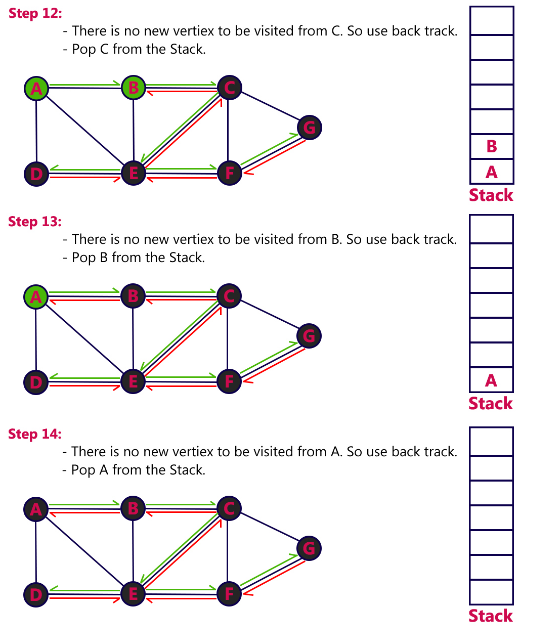 Step 12:
- There is no new vertiex to be visited from C. So use back track.
- Pop C from the Stack.
A B C
G
D E F
B
A
Stack
Step 13:
- There is no new vertiex to be visited from B. So use back track.
- Pop B from the Stack.
A B C
G
D E F
A
Stack
Step 14:
- There is no new vertiex to be visited from A. So use back track.
- Pop A from the Stack.
A B C
G
D E F
Stack